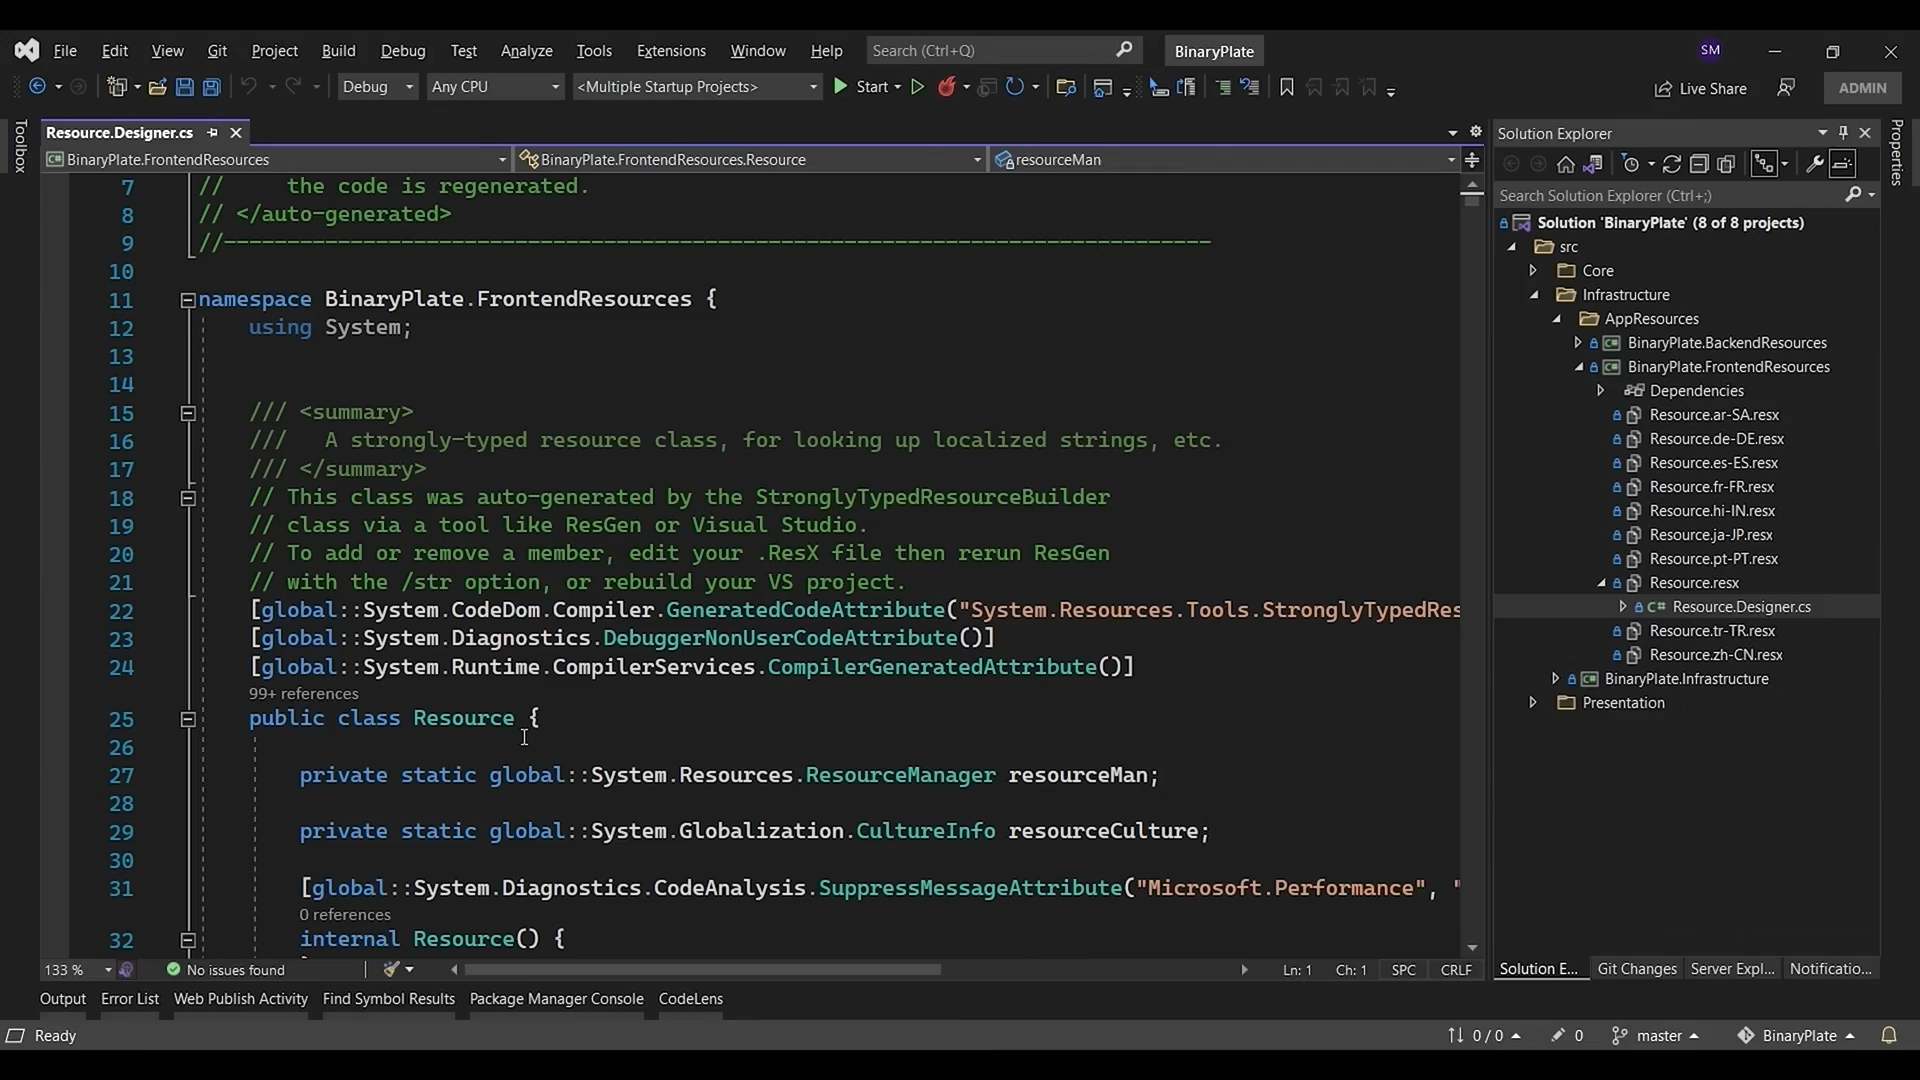 File Edit View Git Project Build Debug Test Analyze Tools Extensions Window Help Search (Ctrl+Q) BinaryPlate SM
Debug Any CPU <Multiple Startup Projects> Start Live Share ADMIN
Toolbox
Resource.Designer.cs
BinaryPlate.FrontendResources BinaryPlate.FrontendResources.Resource resourceMan
7 //     the code is regenerated.
8 // </auto-generated>
9 //------------------------------------------------------------------------------
10
11 namespace BinaryPlate.FrontendResources {
12 using System;
13
14
15 /// <summary>
16 ///   A strongly-typed resource class, for looking up localized strings, etc.
17 /// </summary>
18 // This class was auto-generated by the StronglyTypedResourceBuilder
19 // class via a tool like ResGen or Visual Studio.
20 // To add or remove a member, edit your .ResX file then rerun ResGen
21 // with the /str option, or rebuild your VS project.
22 [global::System.CodeDom.Compiler.GeneratedCodeAttribute("System.Resources.Tools.StronglyTypedRes
23 [global::System.Diagnostics.DebuggerNonUserCodeAttribute()]
24 [global::System.Runtime.CompilerServices.CompilerGeneratedAttribute()]
99+ references
25 public class Resource {
26
27 private static global::System.Resources.ResourceManager resourceMan;
28
29 private static global::System.Globalization.CultureInfo resourceCulture;
30
31 [global::System.Diagnostics.CodeAnalysis.SuppressMessageAttribute("Microsoft.Performance", "
0 references
32 internal Resource() {
133 % No issues found Ln: 1 Ch: 1 SPC CRLF
Solution Explorer
Search Solution Explorer (Ctrl+;)
Solution 'BinaryPlate' (8 of 8 projects)
src
Core
Infrastructure
AppResources
BinaryPlate.BackendResources
BinaryPlate.FrontendResources
Dependencies
Resource.ar-SA.resx
Resource.de-DE.resx
Resource.es-ES.resx
Resource.fr-FR.resx
Resource.hi-IN.resx
Resource.ja-JP.resx
Resource.pt-PT.resx
Resource.resx
C# Resource.Designer.cs
Resource.tr-TR.resx
Resource.zh-CN.resx
BinaryPlate.Infrastructure
Presentation
Solution E... Git Changes Server Expl... Notificatio...
Properties
Output Error List Web Publish Activity Find Symbol Results Package Manager Console CodeLens
Ready 0 / 0 0 master BinaryPlate